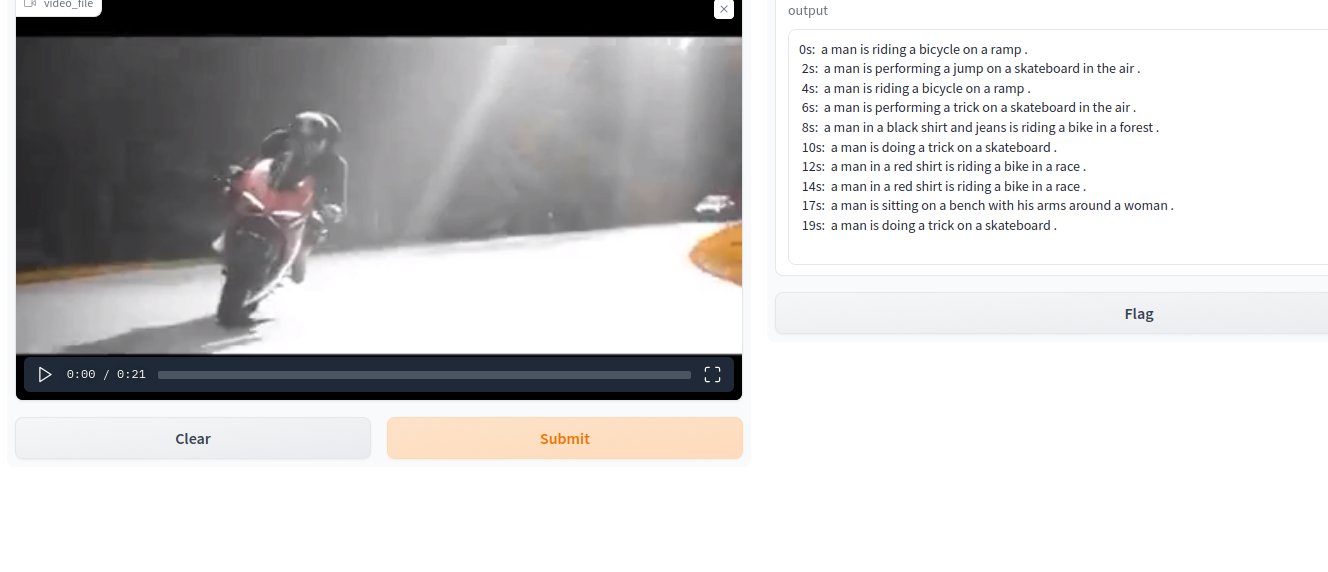 video_file
0:00 / 0:21
Clear
Submit
output
0s: a man is riding a bicycle on a ramp .
2s: a man is performing a jump on a skateboard in the air .
4s: a man is riding a bicycle on a ramp .
6s: a man is performing a trick on a skateboard in the air .
8s: a man in a black shirt and jeans is riding a bike in a forest .
10s: a man is doing a trick on a skateboard .
12s: a man in a red shirt is riding a bike in a race .
14s: a man in a red shirt is riding a bike in a race .
17s: a man is sitting on a bench with his arms around a woman .
19s: a man is doing a trick on a skateboard .
Flag